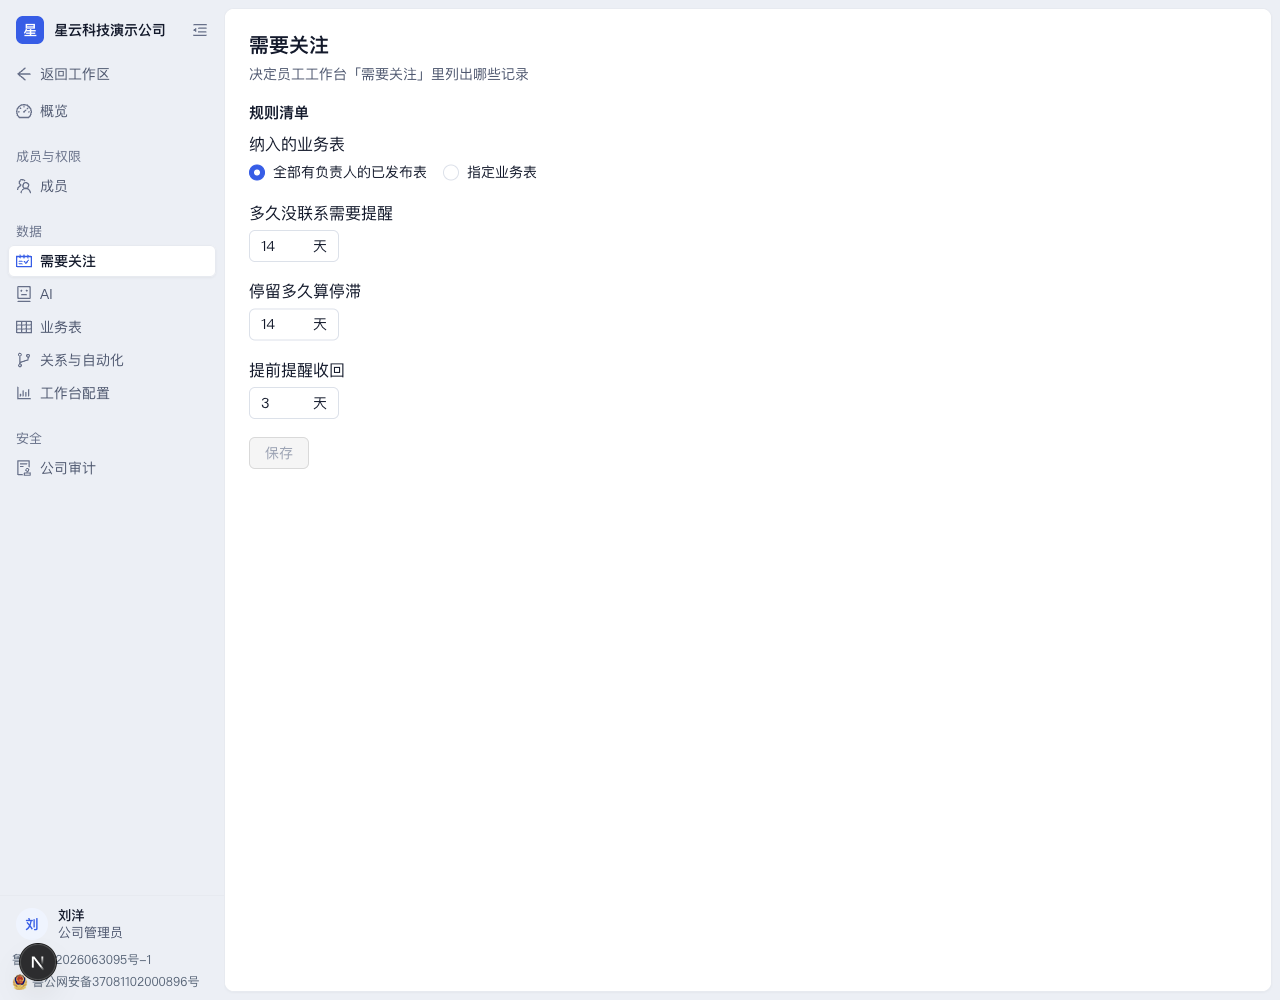 星 星云科技演示公司
返回工作区
概览
成员与权限
成员
数据
需要关注
AI
业务表
关系与自动化
工作台配置
安全
公司审计
刘 刘洋
公司管理员
2026063095号-1
鲁公网安备37081102000896号
N
需要关注
决定员工工作台「需要关注」里列出哪些记录
规则清单
纳入的业务表
全部有负责人的已发布表 指定业务表
多久没联系需要提醒
14 天
停留多久算停滞
14 天
提前提醒收回
3 天
保存